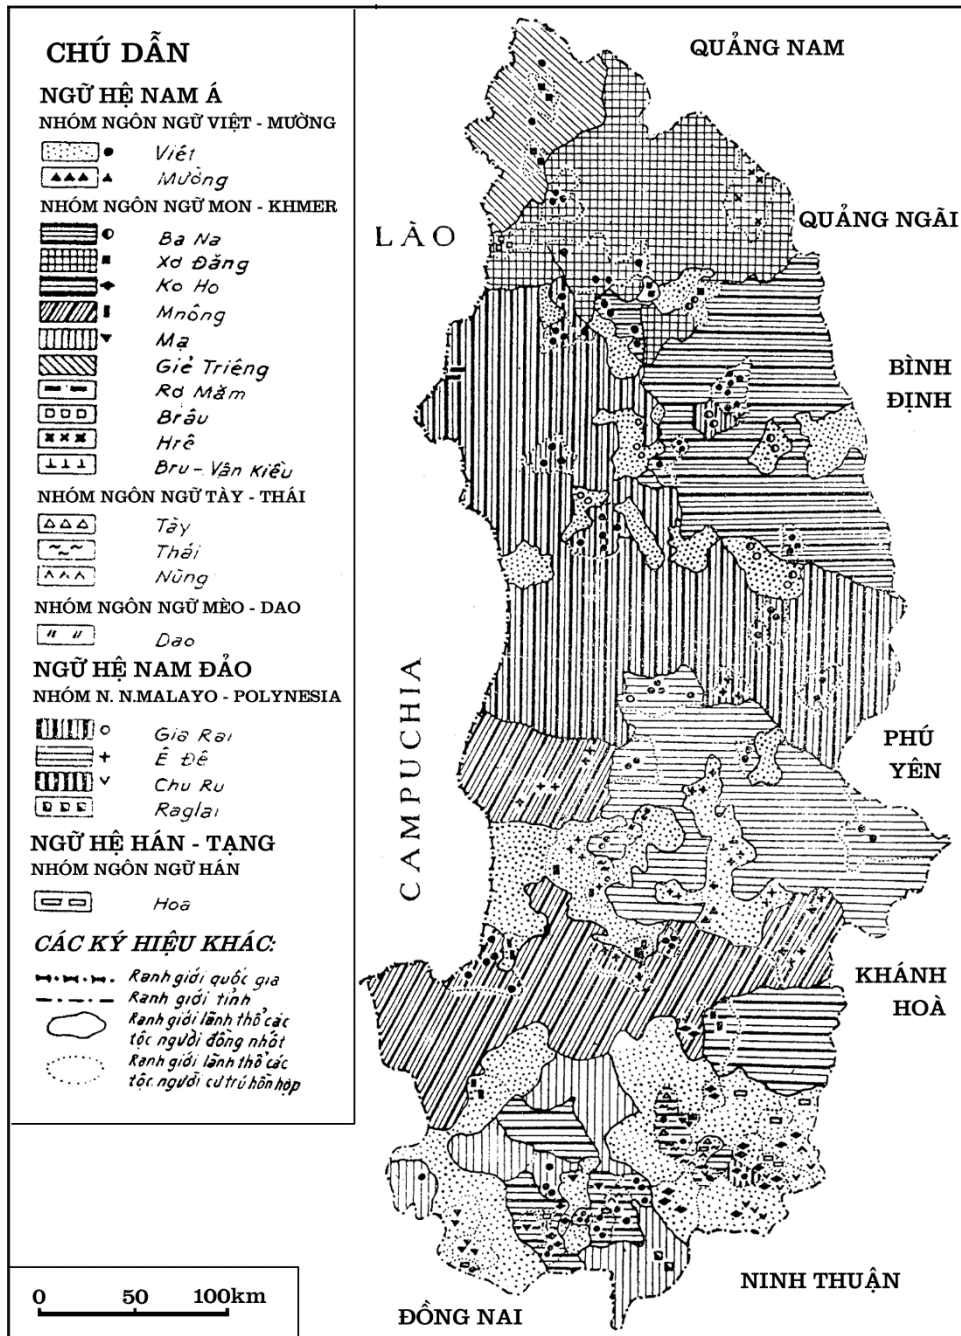 CHÚ DẪN
NGỮ HỆ NAM Á
NHÓM NGÔN NGỮ VIỆT - MƯỜNG
Việt
Mường
NHÓM NGÔN NGỮ MON - KHMER
Ba Na
Xơ Đăng
Ko Ho
Mnông
Mạ
Giẻ Triêng
Rơ Măm
Brâu
Hrê
Bru - Vân Kiều
NHÓM NGÔN NGỮ TÀY - THÁI
Tày
Thái
Nùng
NHÓM NGÔN NGỮ MÈO - DAO
Dao
NGỮ HỆ NAM ĐẢO
NHÓM N. N.MALAYO - POLYNESIA
Gia Rai
Ê Đê
Chu Ru
Raglai
NGỮ HỆ HÁN - TẠNG
NHÓM NGÔN NGỮ HÁN
Hoa
CÁC KÝ HIỆU KHÁC:
Ranh giới quốc gia
Ranh giới tỉnh
Ranh giới lãnh thổ các
tộc người đồng nhất
Ranh giới lãnh thổ các
tộc người cư trú hỗn hợp
0 50 100km
QUẢNG NAM
LÀO
QUẢNG NGÃI
BÌNH
ĐỊNH
CAMPUCHIA
PHÚ
YÊN
KHÁNH
HOÀ
NINH THUẬN
ĐỒNG NAI